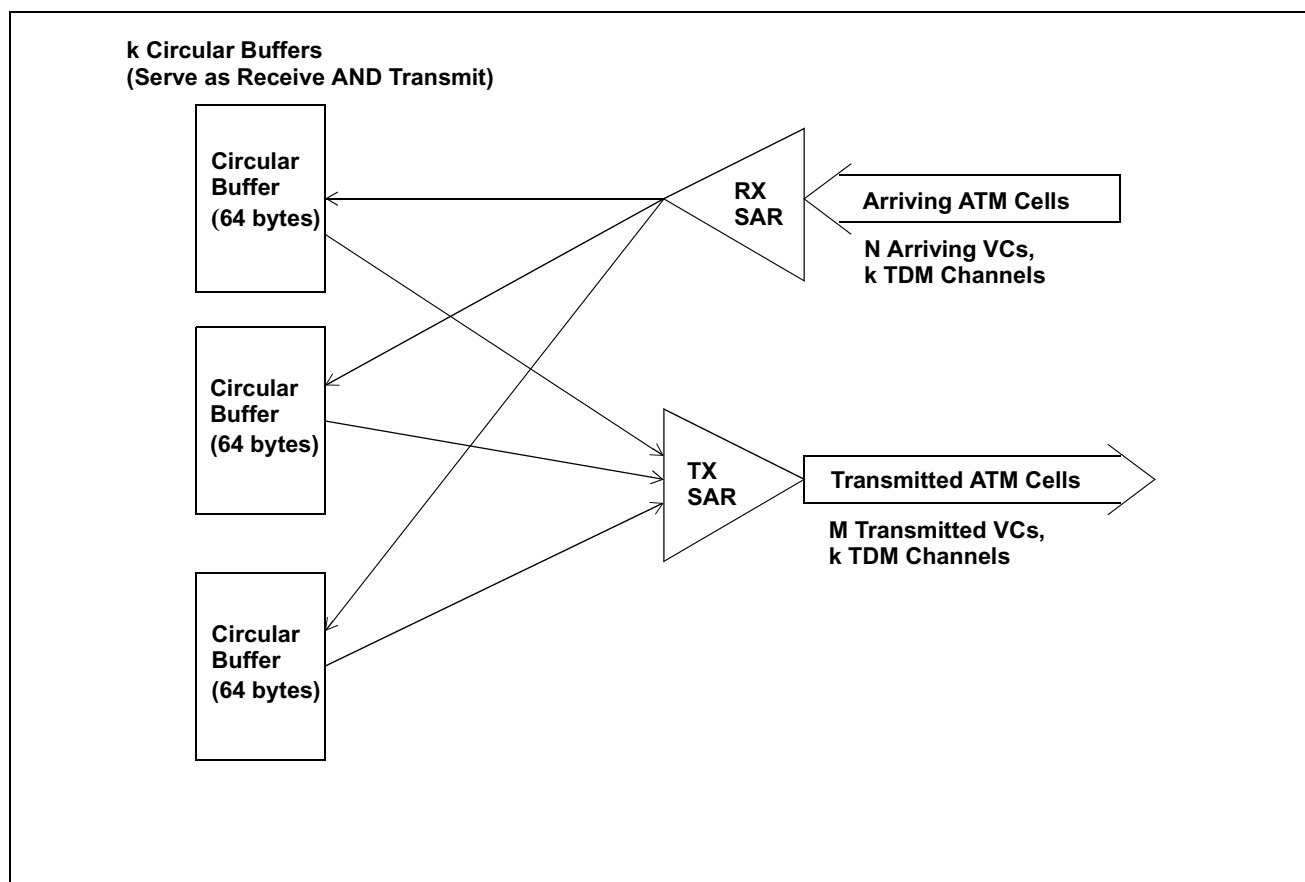 k Circular Buffers
(Serve as Receive AND Transmit)
Circular
Buffer
(64 bytes)
RX
SAR
Arriving ATM Cells
N Arriving VCs,
k TDM Channels
Circular
Buffer
(64 bytes)
TX
SAR
Transmitted ATM Cells
M Transmitted VCs,
k TDM Channels
Circular
Buffer
(64 bytes)